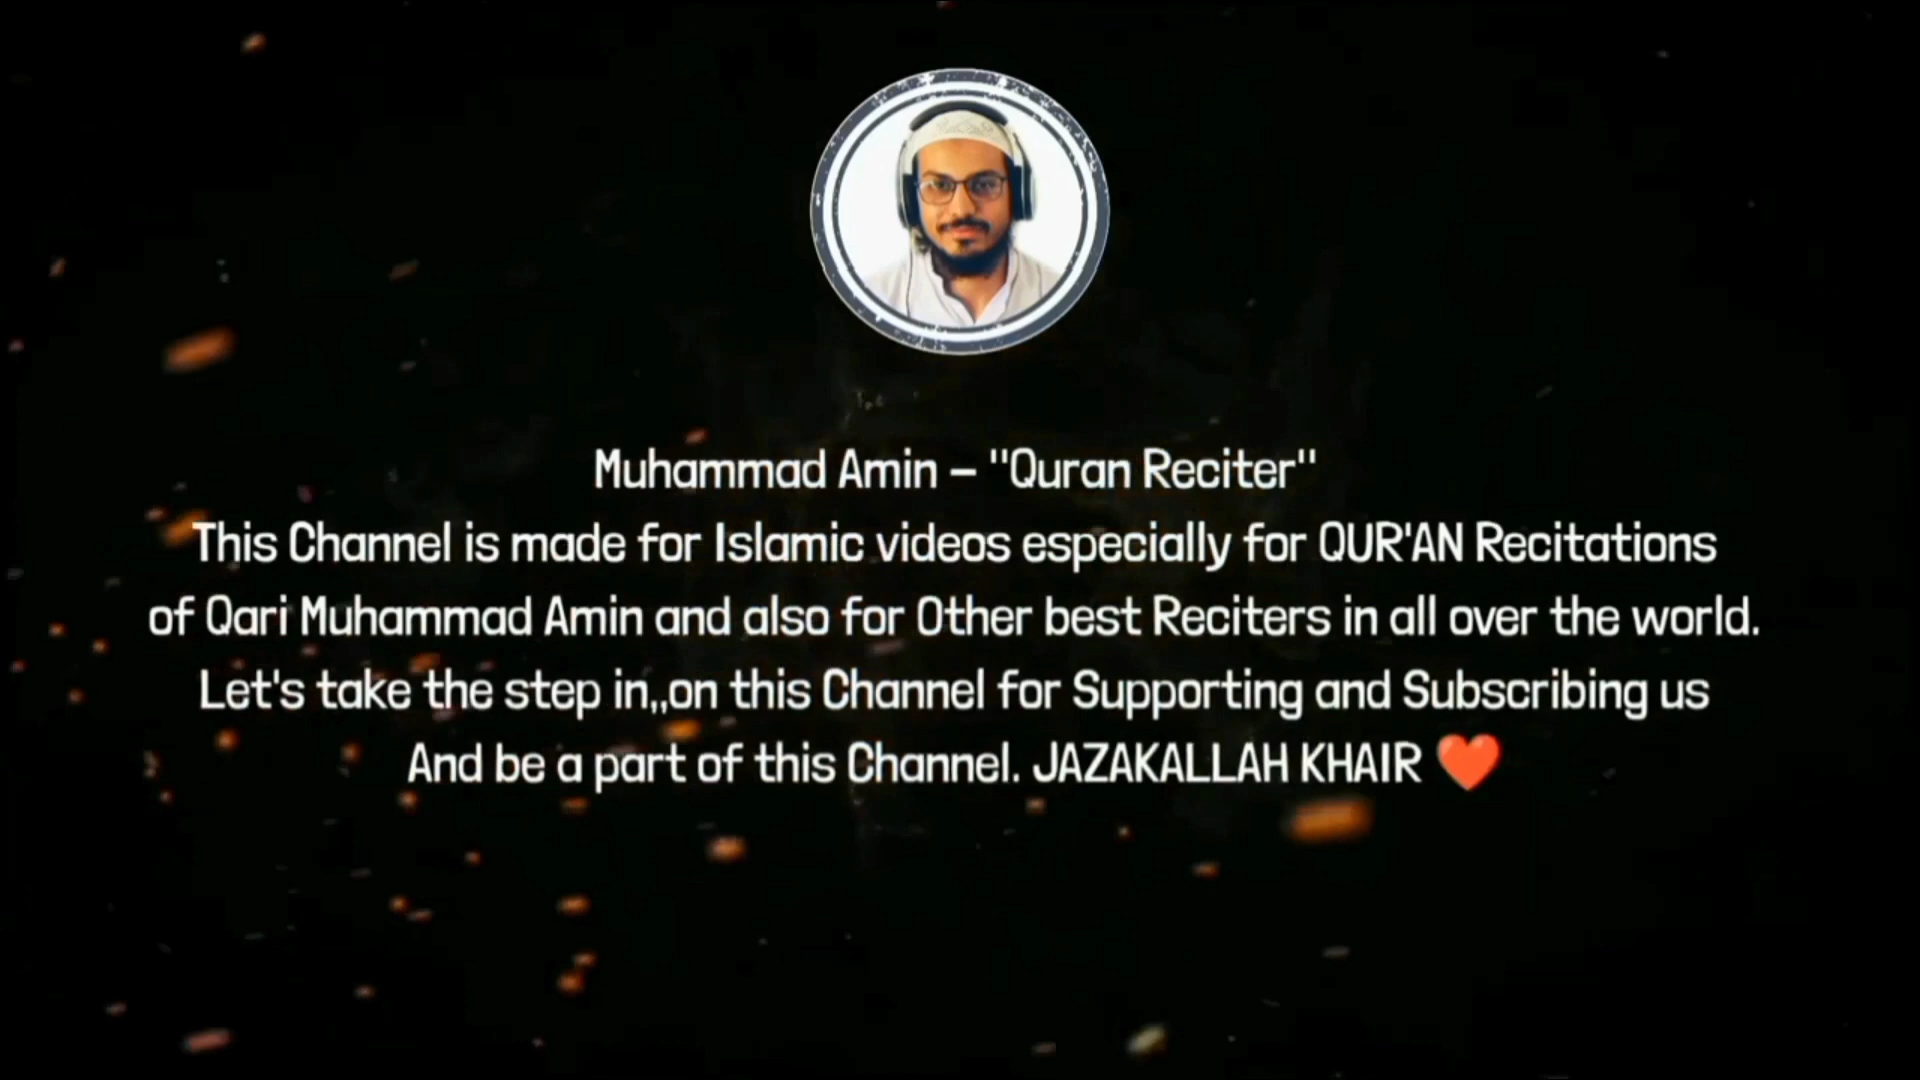 Muhammad Amin – "Quran Reciter"
This Channel is made for Islamic videos especially for QUR'AN Recitations
of Qari Muhammad Amin and also for Other best Reciters in all over the world.
Let's take the step in,,on this Channel for Supporting and Subscribing us
And be a part of this Channel. JAZAKALLAH KHAIR ❤️